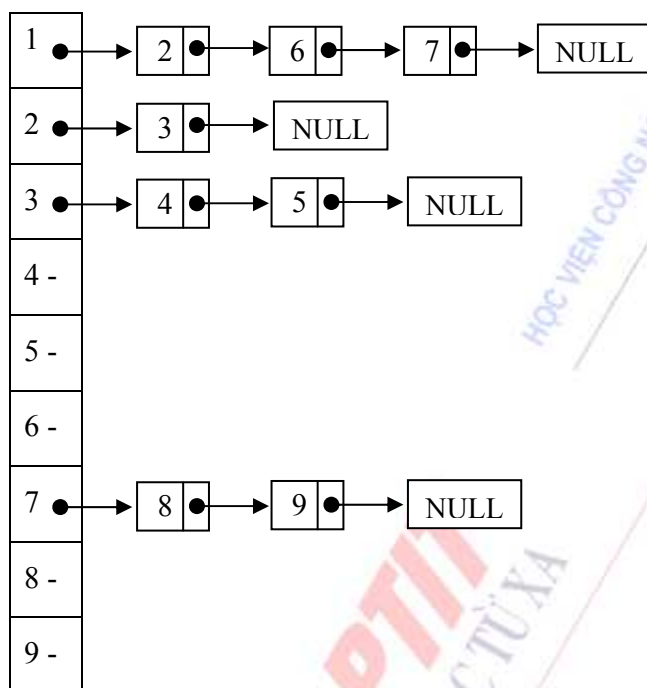 1 2 6 7 NULL
2 3 NULL
3 4 5 NULL
4 -
5 -
6 -
7 8 9 NULL
8 -
9 -
HỌC VIỆN CÔNG
PTIT
TỪ XA